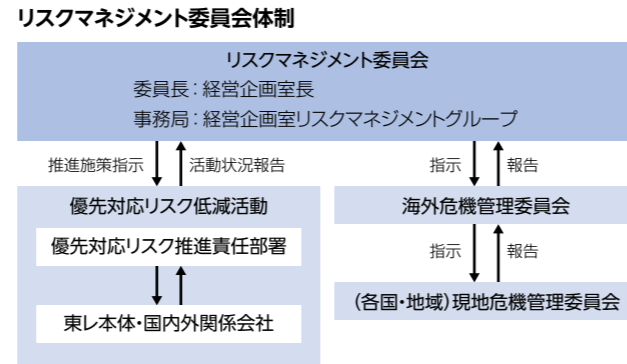 リスクマネジメント委員会体制
リスクマネジメント委員会
委員長：経営企画室長
事務局：経営企画室リスクマネジメントグループ
推進施策指示
活動状況報告
指示
報告
優先対応リスク低減活動
海外危機管理委員会
優先対応リスク推進責任部署
指示
報告
東レ本体・国内外関係会社
（各国・地域）現地危機管理委員会